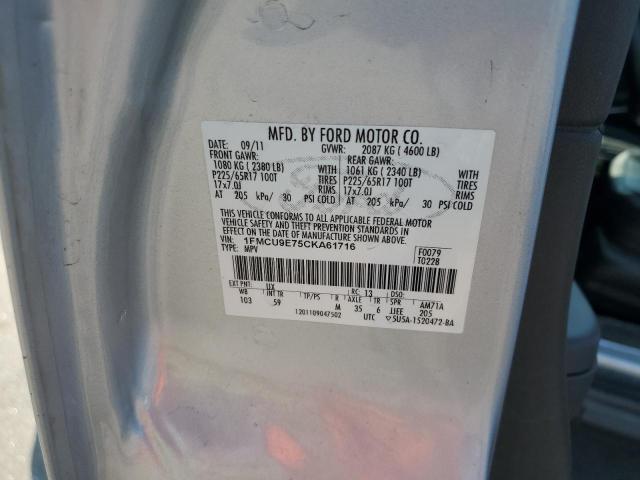 MFD. BY FORD MOTOR CO.
DATE: 09/11 GVWR: 2087 KG ( 4600 LB)
FRONT GAWR: REAR GAWR:
1080 KG ( 2380 LB) WITH 1061 KG ( 2340 LB) WITH
P225/65R17 100T TIRES P225/65R17 100T TIRES
17x7.0J RIMS 17x7.0J RIMS
AT 205 kPa/ 30 PSI COLD AT 205 kPa/ 30 PSI COLD
THIS VEHICLE CONFORMS TO ALL APPLICABLE FEDERAL MOTOR
VEHICLE SAFETY AND THEFT PREVENTION STANDARDS IN
EFFECT ON THE DATE OF MANUFACTURE SHOWN ABOVE.
VIN: 1FMCU9E75CKA61716 F0079
TYPE: MPV T0228
EXT PNT: UX RC: 13 DSO:
WB INT TR TP/PS R AXLE TR SPR AM71A
103 59 M 35 6 JJEE 205
1201109047502 UTC ▽5U5A-1520472-BA